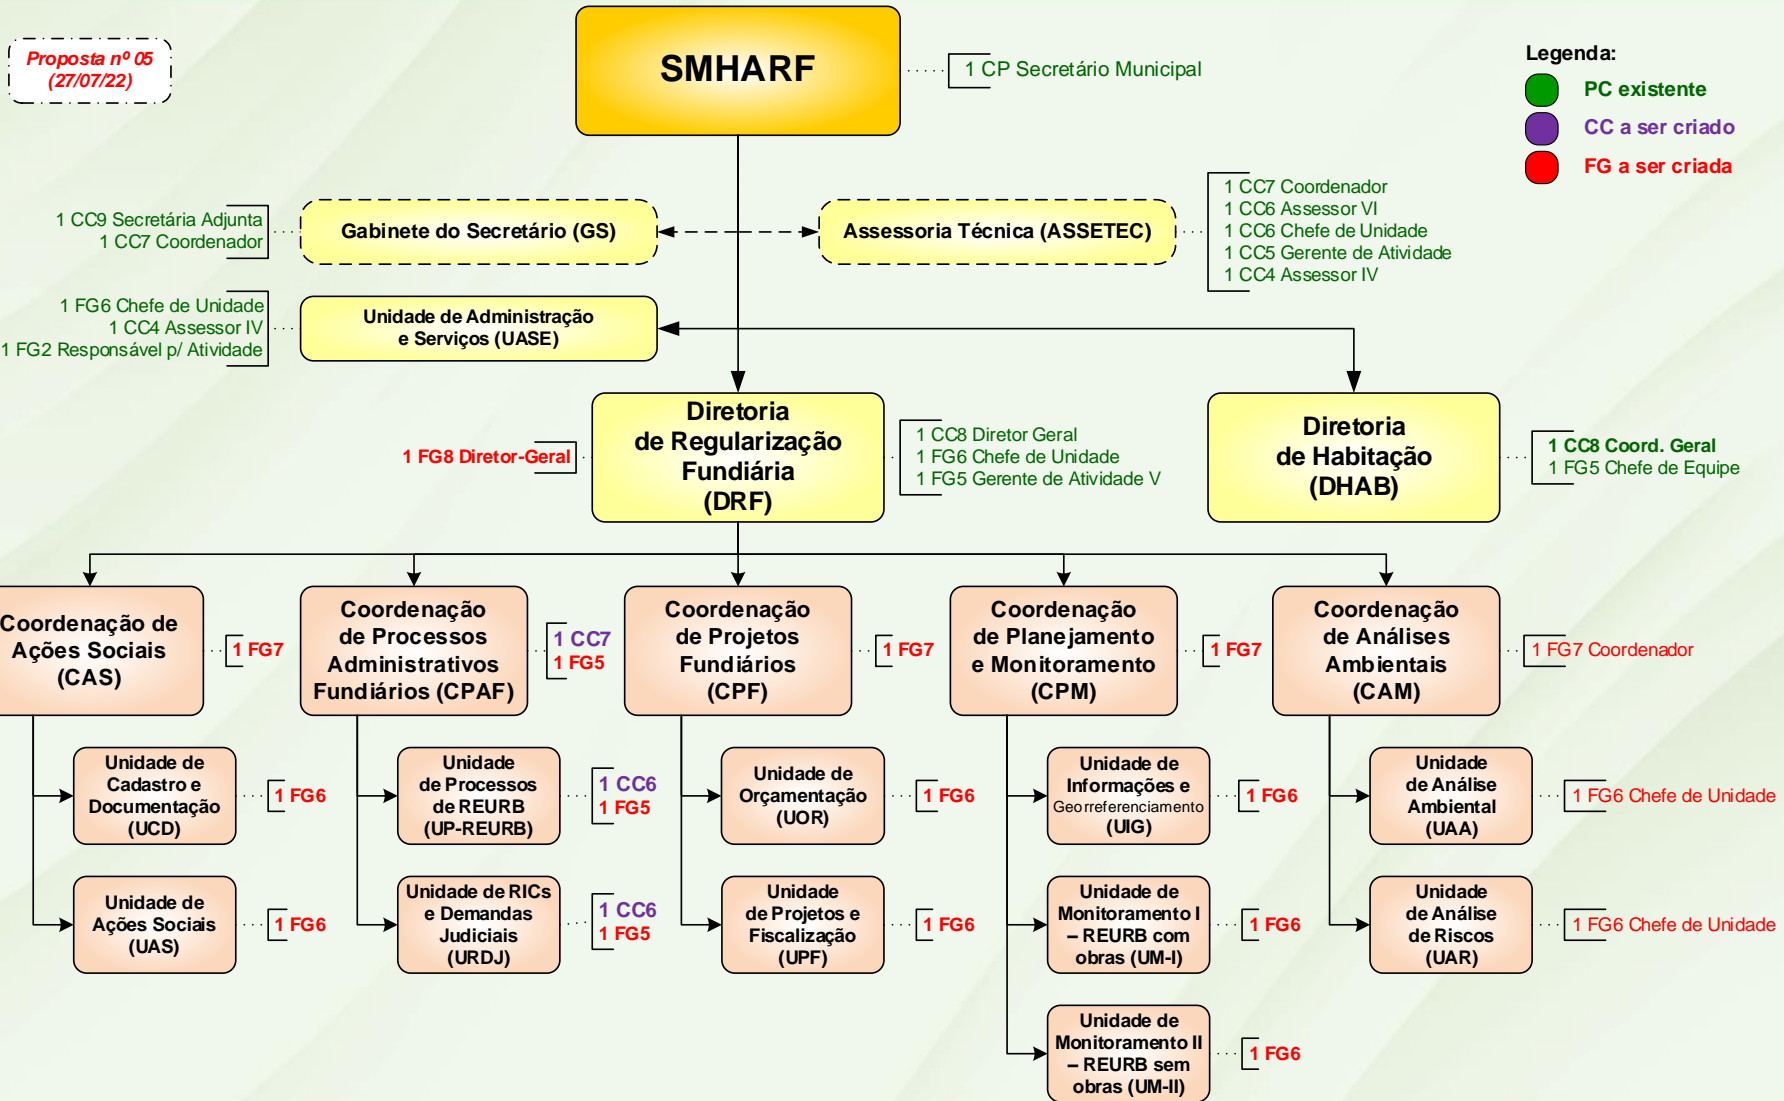 Proposta nº 05
(27/07/22)
SMHARF
1 CP Secretário Municipal
Legenda:
PC existente
CC a ser criado
FG a ser criada
1 CC9 Secretária Adjunta
1 CC7 Coordenador
Gabinete do Secretário (GS)
Assessoria Técnica (ASSETEC)
1 CC7 Coordenador
1 CC6 Assessor VI
1 CC6 Chefe de Unidade
1 CC5 Gerente de Atividade
1 CC4 Assessor IV
1 FG6 Chefe de Unidade
1 CC4 Assessor IV
1 FG2 Responsável p/ Atividade
Unidade de Administração
e Serviços (UASE)
1 FG8 Diretor-Geral
Diretoria
de Regularização
Fundiária
(DRF)
1 CC8 Diretor Geral
1 FG6 Chefe de Unidade
1 FG5 Gerente de Atividade V
Diretoria
de Habitação
(DHAB)
1 CC8 Coord. Geral
1 FG5 Chefe de Equipe
Coordenação de
Ações Sociais
(CAS)
1 FG7
Coordenação
de Processos
Administrativos
Fundiários (CPAF)
1 CC7
1 FG5
Coordenação
de Projetos
Fundiários
(CPF)
1 FG7
Coordenação
de Planejamento
e Monitoramento
(CPM)
1 FG7
Coordenação
de Análises
Ambientais
(CAM)
1 FG7 Coordenador
Unidade de
Cadastro e
Documentação
(UCD)
1 FG6
Unidade
de Processos
de REURB
(UP-REURB)
1 CC6
1 FG5
Unidade de
Orçamentação
(UOR)
1 FG6
Unidade de
Informações e
Georreferenciamento
(UIG)
1 FG6
Unidade
de Análise
Ambiental
(UAA)
1 FG6 Chefe de Unidade
Unidade de
Ações Sociais
(UAS)
1 FG6
Unidade de RICs
e Demandas
Judiciais
(URDJ)
1 CC6
1 FG5
Unidade
de Projetos e
Fiscalização
(UPF)
1 FG6
Unidade de
Monitoramento I
– REURB com
obras (UM-I)
1 FG6
Unidade
de Análise
de Riscos
(UAR)
1 FG6 Chefe de Unidade
Unidade de
Monitoramento II
– REURB sem
obras (UM-II)
1 FG6